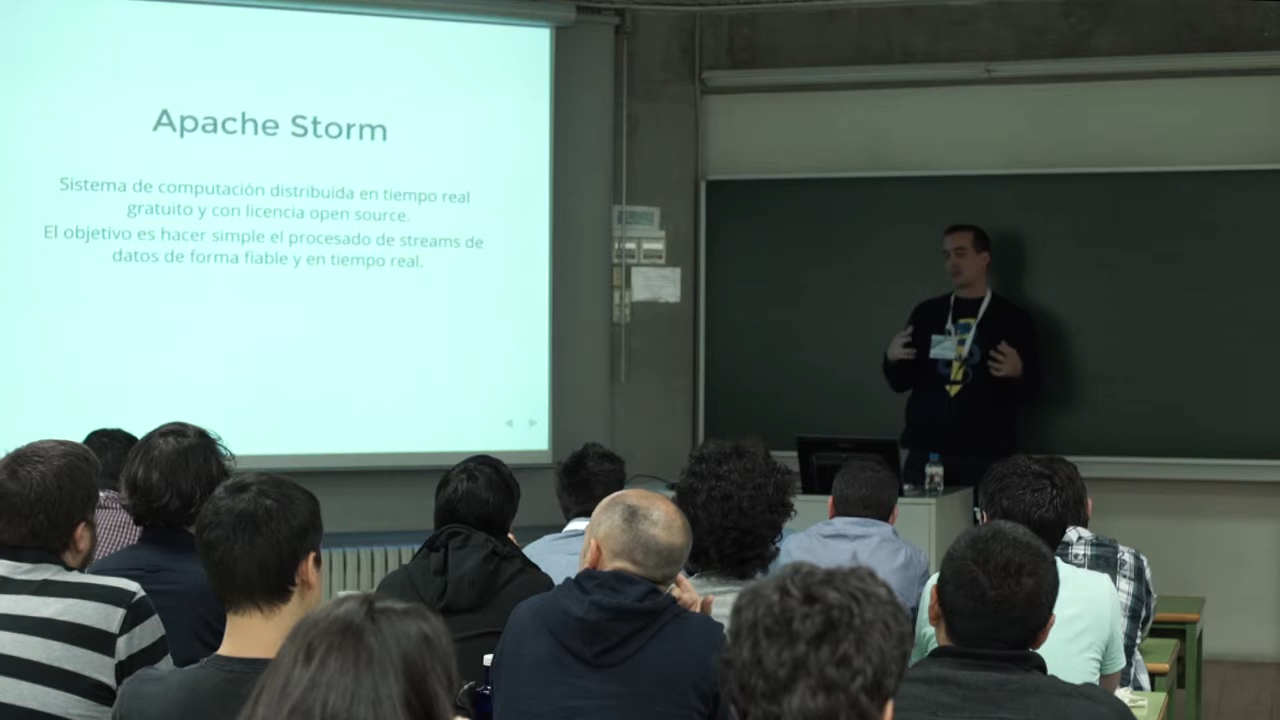 Apache Storm
Sistema de computación distribuida en tiempo real
gratuito y con licencia open source.
El objetivo es hacer simple el procesado de streams de
datos de forma fiable y en tiempo real.